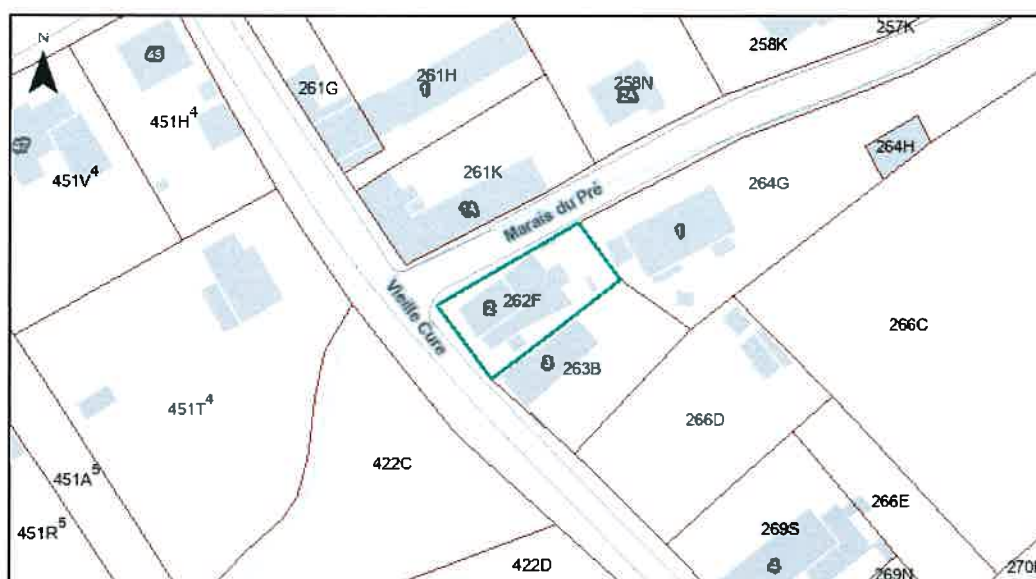 N
45
257K
258K
261G
261H
1
258N
2A
451H⁴
451V⁴
261K
1A
264H
264G
Marais du Pré
1
Vieille Cure
2
262F
3
263B
266C
451T⁴
266D
422C
451A⁵
451R⁵
266E
269S
4
422D
269N